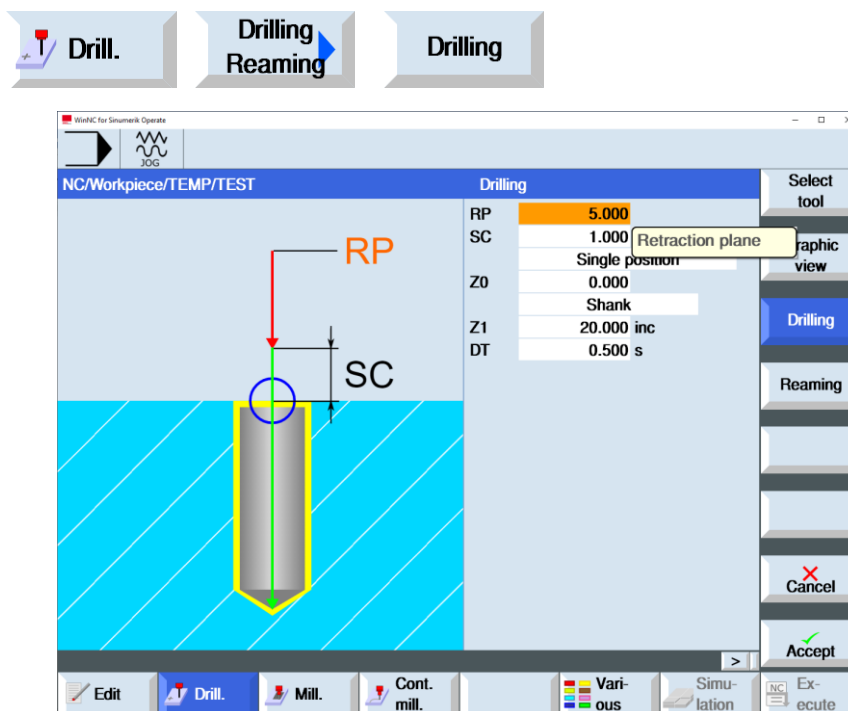 Drill.
Drilling
Reaming
Drilling
WinNC for Sinumerik Operate
JOG
NC/Workpiece/TEMP/TEST
Drilling
Select
tool
RP 5.000
SC 1.000
Retraction plane
raphic
view
Single position
Z0 0.000
Shank
Z1 20.000 inc
DT 0.500 s
RP
SC
Drilling
Reaming
Cancel
Accept
>
Edit
Drill.
Mill.
Cont.
mill.
Vari-
ous
Simu-
lation
NC
Ex-
ecute